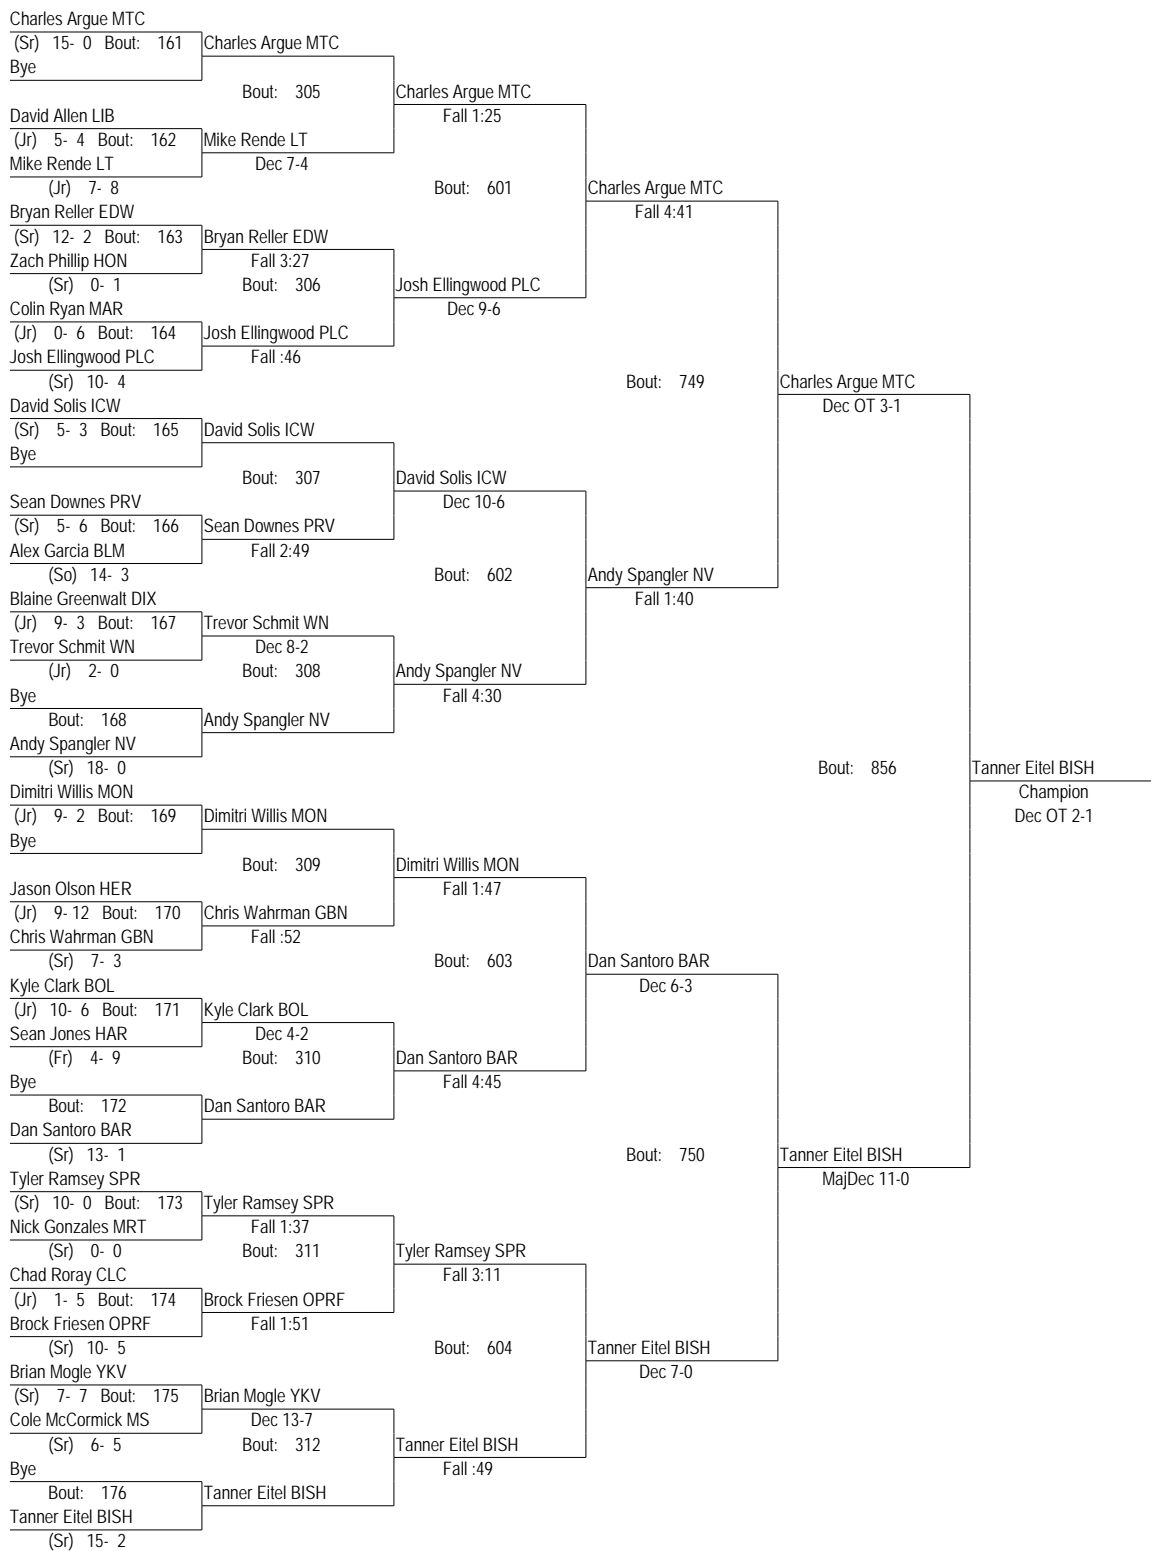 Charles Argue MTC
(Sr) 15- 0 Bout: 161 Charles Argue MTC
Bye
Bout: 305 Charles Argue MTC
David Allen LIB Fall 1:25
(Jr) 5- 4 Bout: 162 Mike Rende LT
Mike Rende LT Dec 7-4
(Jr) 7- 8 Bout: 601 Charles Argue MTC
Bryan Reller EDW Fall 4:41
(Sr) 12- 2 Bout: 163 Bryan Reller EDW
Zach Phillip HON Fall 3:27
(Sr) 0- 1 Bout: 306 Josh Ellingwood PLC
Colin Ryan MAR Dec 9-6
(Jr) 0- 6 Bout: 164 Josh Ellingwood PLC
Josh Ellingwood PLC Fall :46
(Sr) 10- 4 Bout: 749 Charles Argue MTC
David Solis ICW Dec OT 3-1
(Sr) 5- 3 Bout: 165 David Solis ICW
Bye
Bout: 307 David Solis ICW
Sean Downes PRV Dec 10-6
(Sr) 5- 6 Bout: 166 Sean Downes PRV
Alex Garcia BLM Fall 2:49
(So) 14- 3 Bout: 602 Andy Spangler NV
Blaine Greenwalt DIX Fall 1:40
(Jr) 9- 3 Bout: 167 Trevor Schmit WN
Trevor Schmit WN Dec 8-2
(Jr) 2- 0 Bout: 308 Andy Spangler NV
Bye Fall 4:30
Bout: 168 Andy Spangler NV
Andy Spangler NV
(Sr) 18- 0 Bout: 856 Tanner Eitel BISH
Dimitri Willis MON Champion
(Jr) 9- 2 Bout: 169 Dimitri Willis MON Dec OT 2-1
Bye
Bout: 309 Dimitri Willis MON
Jason Olson HER Fall 1:47
(Jr) 9- 12 Bout: 170 Chris Wahrman GBN
Chris Wahrman GBN Fall :52
(Sr) 7- 3 Bout: 603 Dan Santoro BAR
Kyle Clark BOL Dec 6-3
(Jr) 10- 6 Bout: 171 Kyle Clark BOL
Sean Jones HAR Dec 4-2
(Fr) 4- 9 Bout: 310 Dan Santoro BAR
Bye Fall 4:45
Bout: 172 Dan Santoro BAR
Dan Santoro BAR
(Sr) 13- 1 Bout: 750 Tanner Eitel BISH
Tyler Ramsey SPR MajDec 11-0
(Sr) 10- 0 Bout: 173 Tyler Ramsey SPR
Nick Gonzales MRT Fall 1:37
(Sr) 0- 0 Bout: 311 Tyler Ramsey SPR
Chad Roray CLC Fall 3:11
(Jr) 1- 5 Bout: 174 Brock Friesen OPRF
Brock Friesen OPRF Fall 1:51
(Sr) 10- 5 Bout: 604 Tanner Eitel BISH
Brian Mogle YKV Dec 7-0
(Sr) 7- 7 Bout: 175 Brian Mogle YKV
Cole McCormick MS Dec 13-7
(Sr) 6- 5 Bout: 312 Tanner Eitel BISH
Bye Fall :49
Bout: 176 Tanner Eitel BISH
Tanner Eitel BISH
(Sr) 15- 2